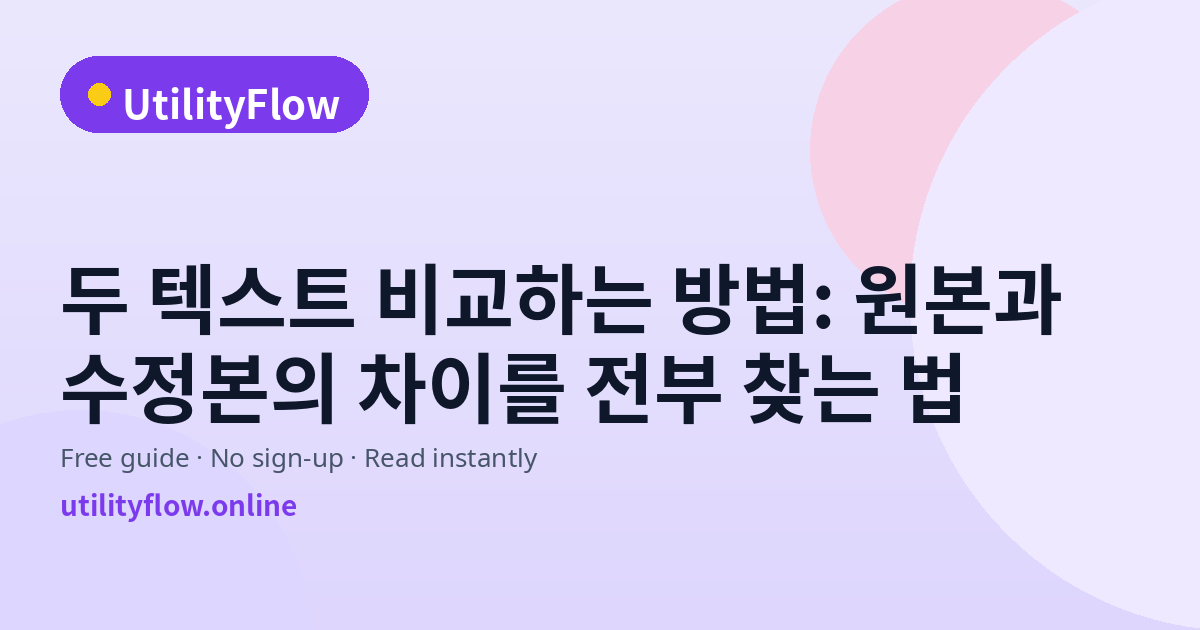 UtilityFlow
두 텍스트 비교하는 방법: 원본과
수정본의 차이를 전부 찾는 법
Free guide · No sign-up · Read instantly
utilityflow.online